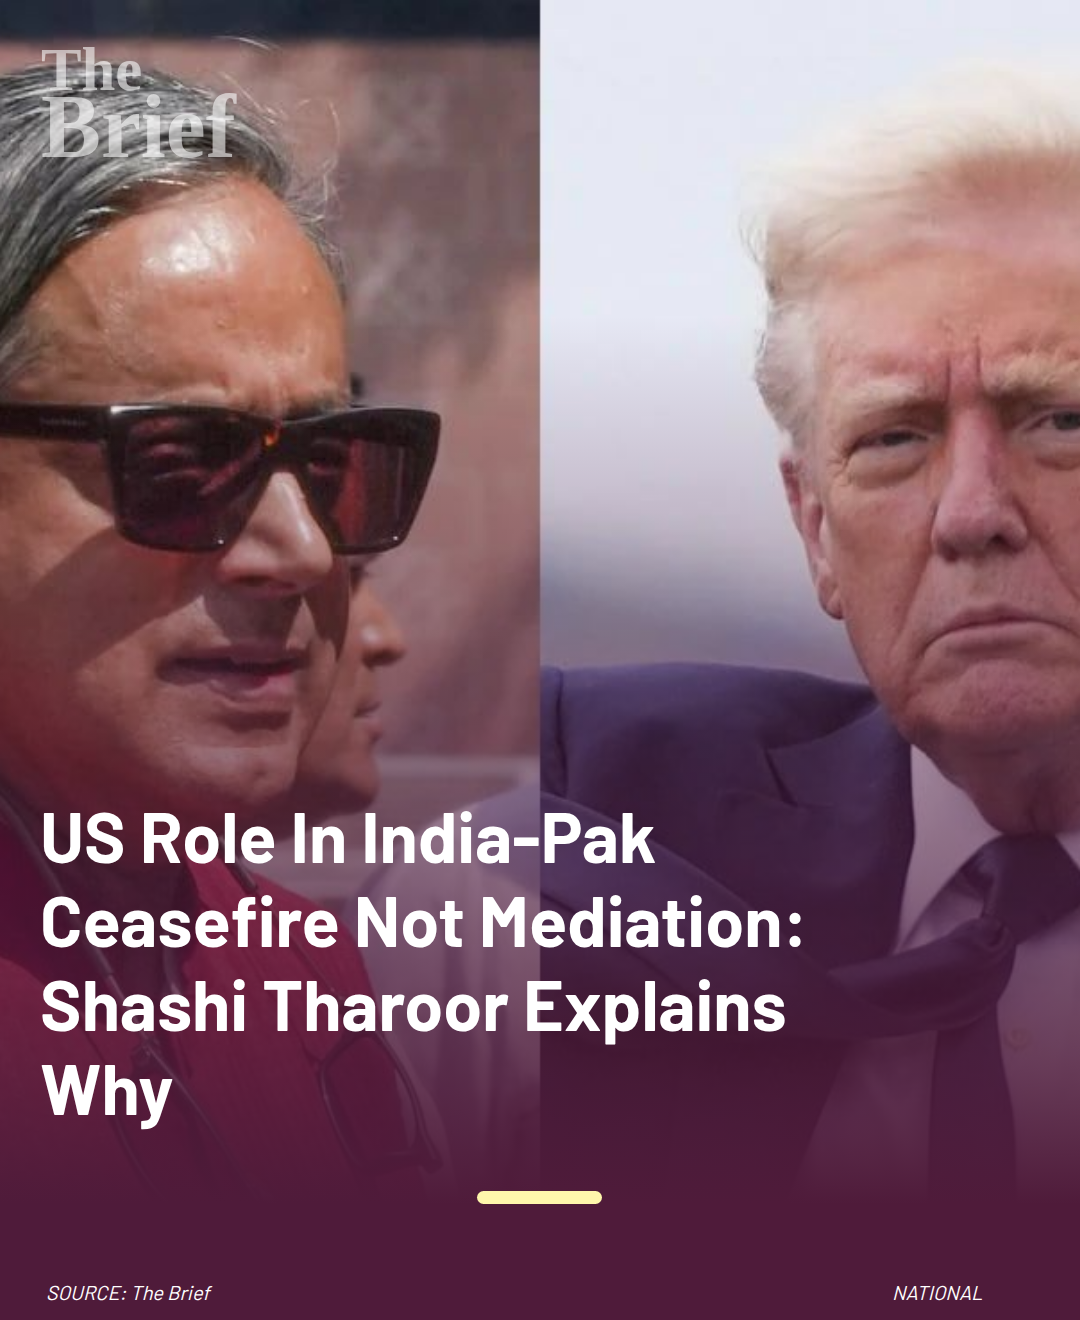 The
Brief
US Role In India-Pak
Ceasefire Not Mediation:
Shashi Tharoor Explains
Why
SOURCE: The Brief
NATIONAL